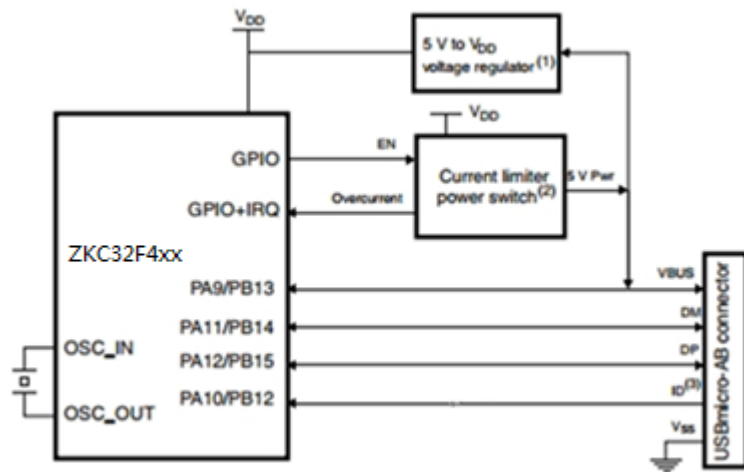 VDD
5 V to VDD
voltage regulator(1)
VDD
GPIO
EN
Current limiter
power switch(2)
5 V Pwr
GPIO+IRQ
Overcurrent
ZKC32F4xx
PA9/PB13
VBUS
PA11/PB14
DM
OSC_IN
PA12/PB15
DP
PA10/PB12
ID(3)
OSC_OUT
VSS
USBmicro-AB connector